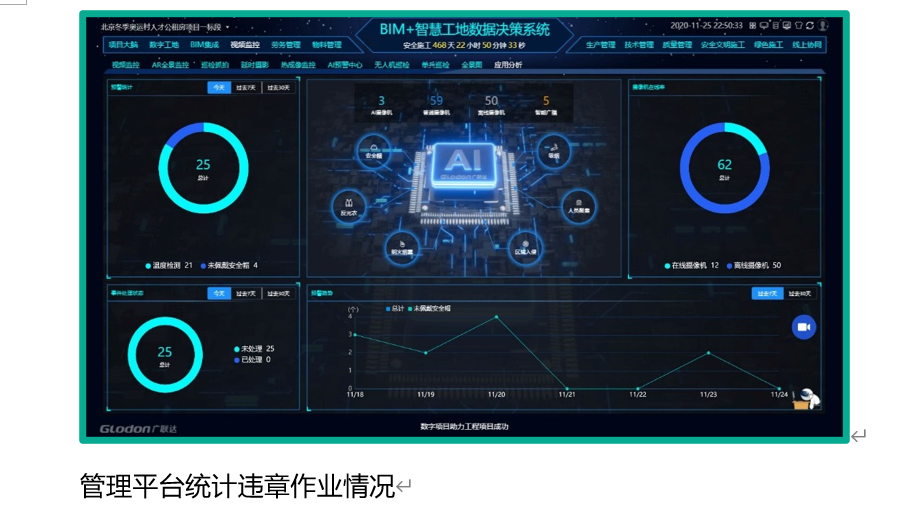 北京冬季奥运村人才公租房项目一标段
BIM+智慧工地数据决策系统
2020-11-25 22:50:33
安全施工 468 天 22 小时 50 分钟 33 秒
项目大脑 数字工地 BIM集成 视频监控 劳务管理 物料管理
生产管理 技术管理 质量管理 安全文明施工 绿色施工 线上协同
视频监控 AR全景监控 巡检抓拍 延时摄影 热成像监控 AI预警中心 无人机巡检 单兵巡检 全景图 应用分析
预警统计 今天 过去7天 过去30天
25
总计
温度检测 21 未佩戴安全帽 4
3 59 50 5
AI摄像机 普通摄像机 离线摄像机 智能广播
安全帽
吸烟
反光衣
人员聚集
明火烟雾
区域入侵
AI
GLODON广联达
摄像机在线率
62
总计
在线摄像机 12 离线摄像机 50
事件处理状态 今天 过去7天 过去30天
25
总计
未处理 25
已处理 0
预警趋势 过去7天 过去30天
(个) 总计 未佩戴安全帽
4
3
2
1
0
11/18 11/19 11/20 11/21 11/22 11/23 11/24
GLODON广联达
数字项目助力工程项目成功
管理平台统计违章作业情况